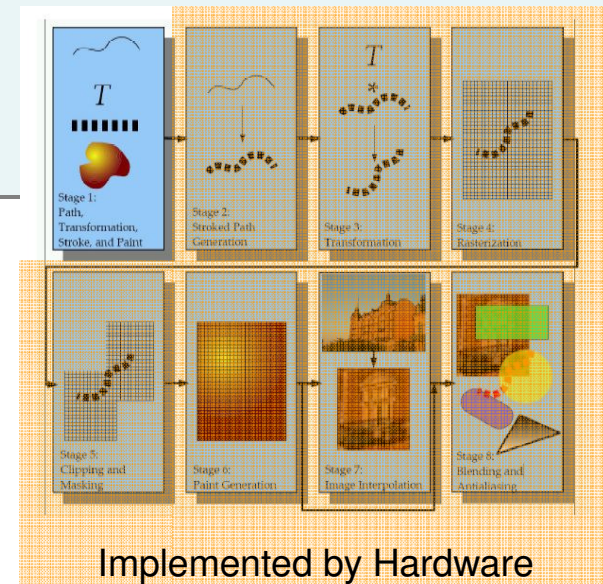 T
Stage 1:
Path,
Transformation,
Stroke, and Paint
Stage 2:
Stroked Path
Generation
T
*
Stage 3:
Transformation
Stage 4:
Rasterization
Stage 5:
Clipping and
Masking
Stage 6:
Paint Generation
Stage 7:
Image Interpolation
Stage 8:
Blending and
Antialiasing
Implemented by Hardware